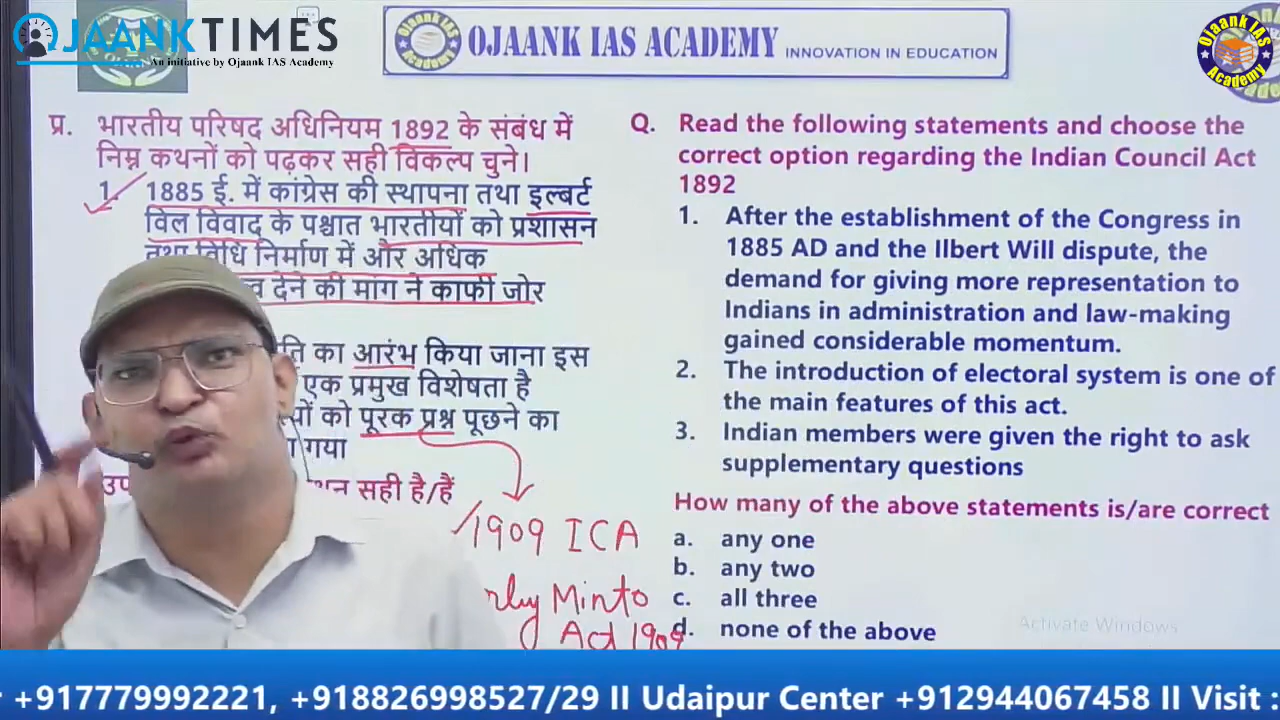 OJAANKTIMES
An initiative by Ojaank IAS Academy
OJAANK IAS ACADEMY INNOVATION IN EDUCATION
Ojaank IAS
Academy
प्र. भारतीय परिषद अधिनियम 1892 के संबंध में
निम्न कथनों को पढ़कर सही विकल्प चुने।
1. 1885 ई. में कांग्रेस की स्थापना तथा इल्बर्ट
विल विवाद के पश्चात भारतीयों को प्रशासन
तथा विधि निर्माण में और अधिक
देने की मांग ने काफी जोर
का आरंभ किया जाना इस
एक प्रमुख विशेषता है
को पूरक प्रश्न पूछने का
गया
सही है/हैं
1909 ICA
Minto
Act 1909
Q. Read the following statements and choose the
correct option regarding the Indian Council Act
1892
1. After the establishment of the Congress in
1885 AD and the Ilbert Will dispute, the
demand for giving more representation to
Indians in administration and law-making
gained considerable momentum.
2. The introduction of electoral system is one of
the main features of this act.
3. Indian members were given the right to ask
supplementary questions
How many of the above statements is/are correct
a. any one
b. any two
c. all three
d. none of the above
Activate Windows
+917779992221, +918826998527/29 II Udaipur Center +912944067458 II Visit :